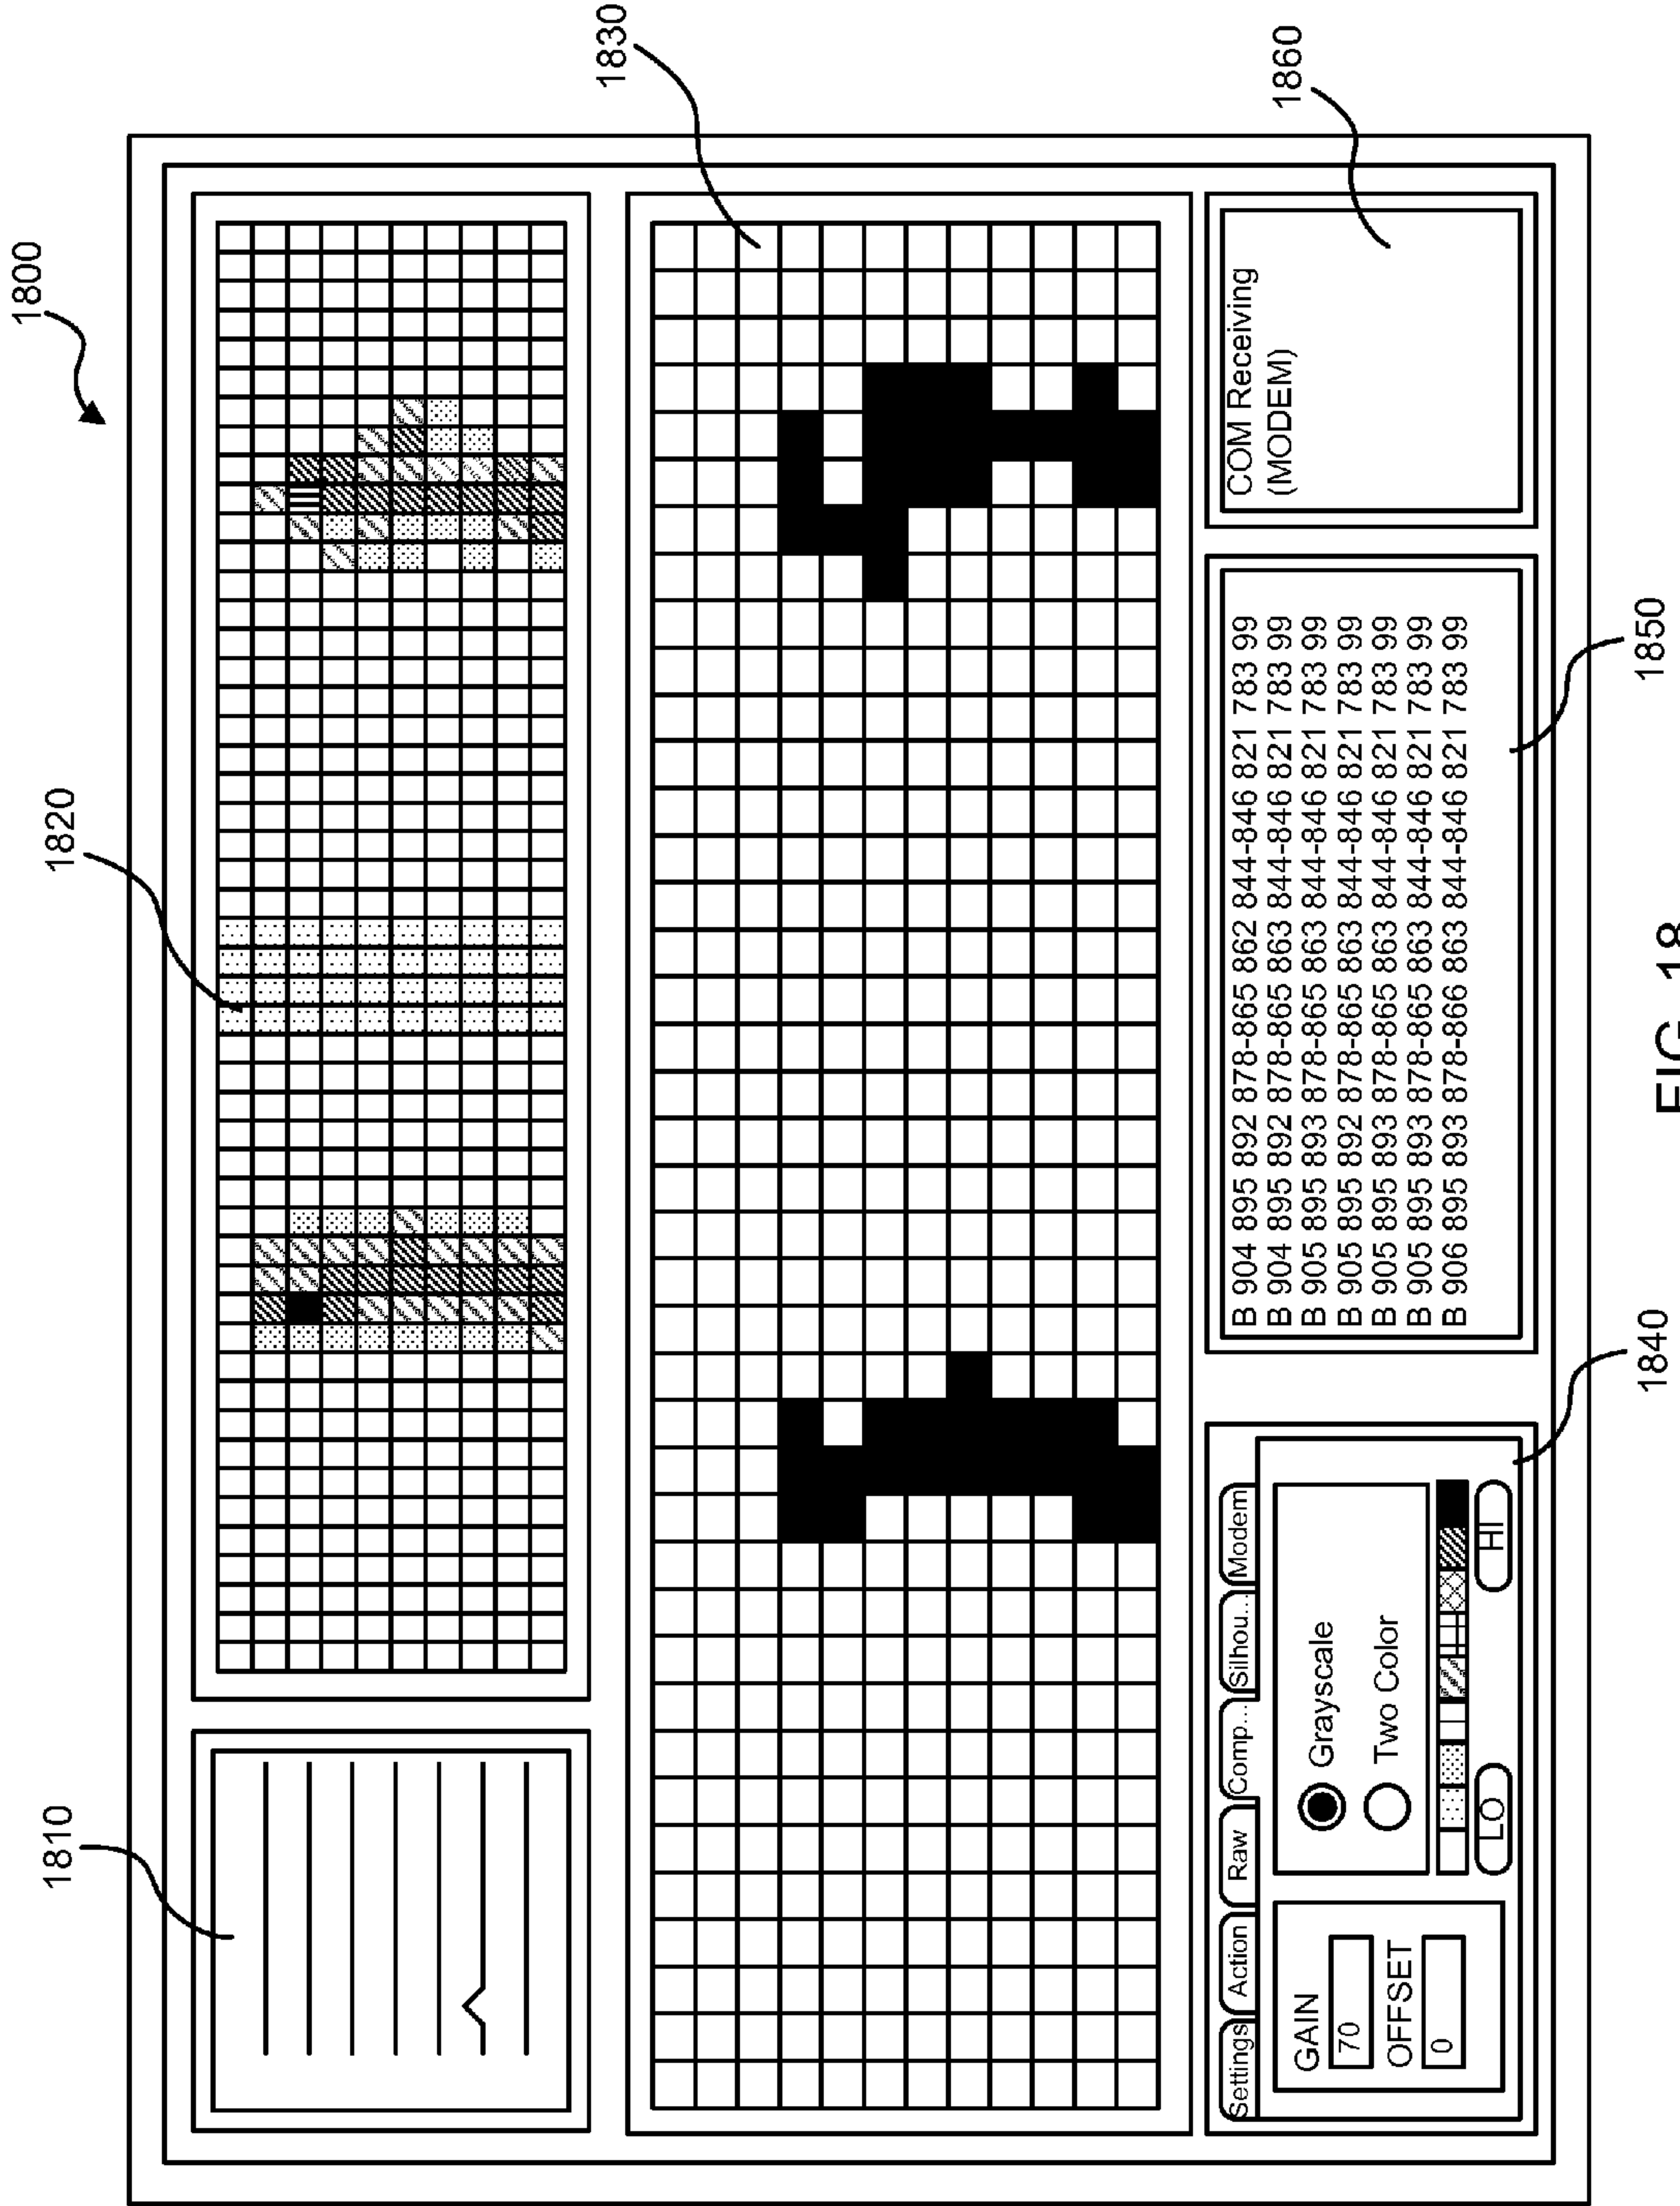 1800
1810
1820
1830
Settings Action Raw Comp... Silhou... Modem
GAIN
70
OFFSET
0
Grayscale
Two Color
LO
HI
B 904 895 892 878-865 862 844-846 821 783 99
B 904 895 892 878-865 863 844-846 821 783 99
B 905 895 893 878-865 863 844-846 821 783 99
B 905 895 892 878-865 863 844-846 821 783 99
B 905 895 893 878-865 863 844-846 821 783 99
B 905 895 893 878-865 863 844-846 821 783 99
B 906 895 893 878-866 863 844-846 821 783 99
COM Receiving
(MODEM)
1860
1840
1850
FIG. 18